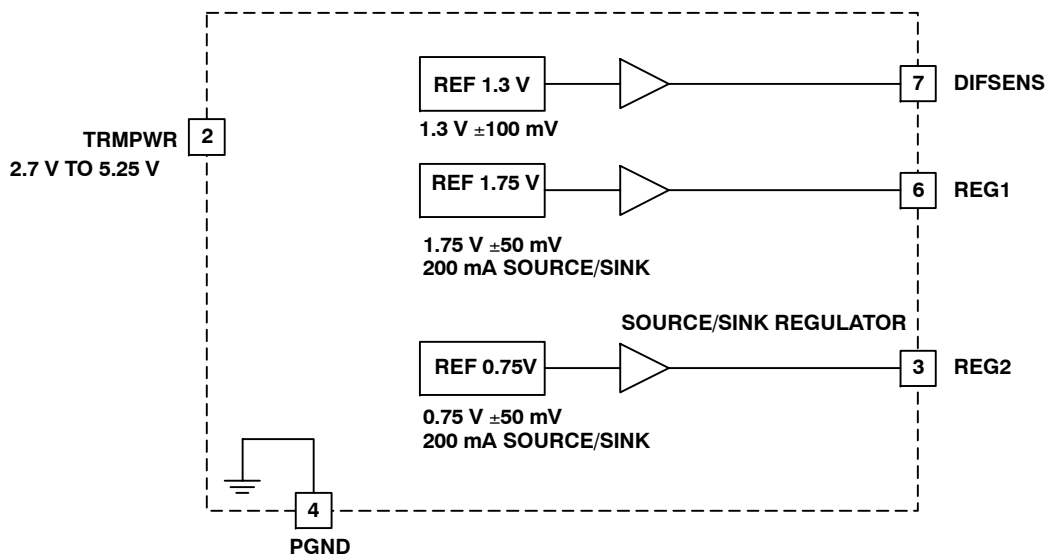 REF 1.3 V
7 DIFSENS
1.3 V ±100 mV
TRMPWR 2
2.7 V TO 5.25 V
REF 1.75 V
6 REG1
1.75 V ±50 mV
200 mA SOURCE/SINK
SOURCE/SINK REGULATOR
REF 0.75V
3 REG2
0.75 V ±50 mV
200 mA SOURCE/SINK
4
PGND